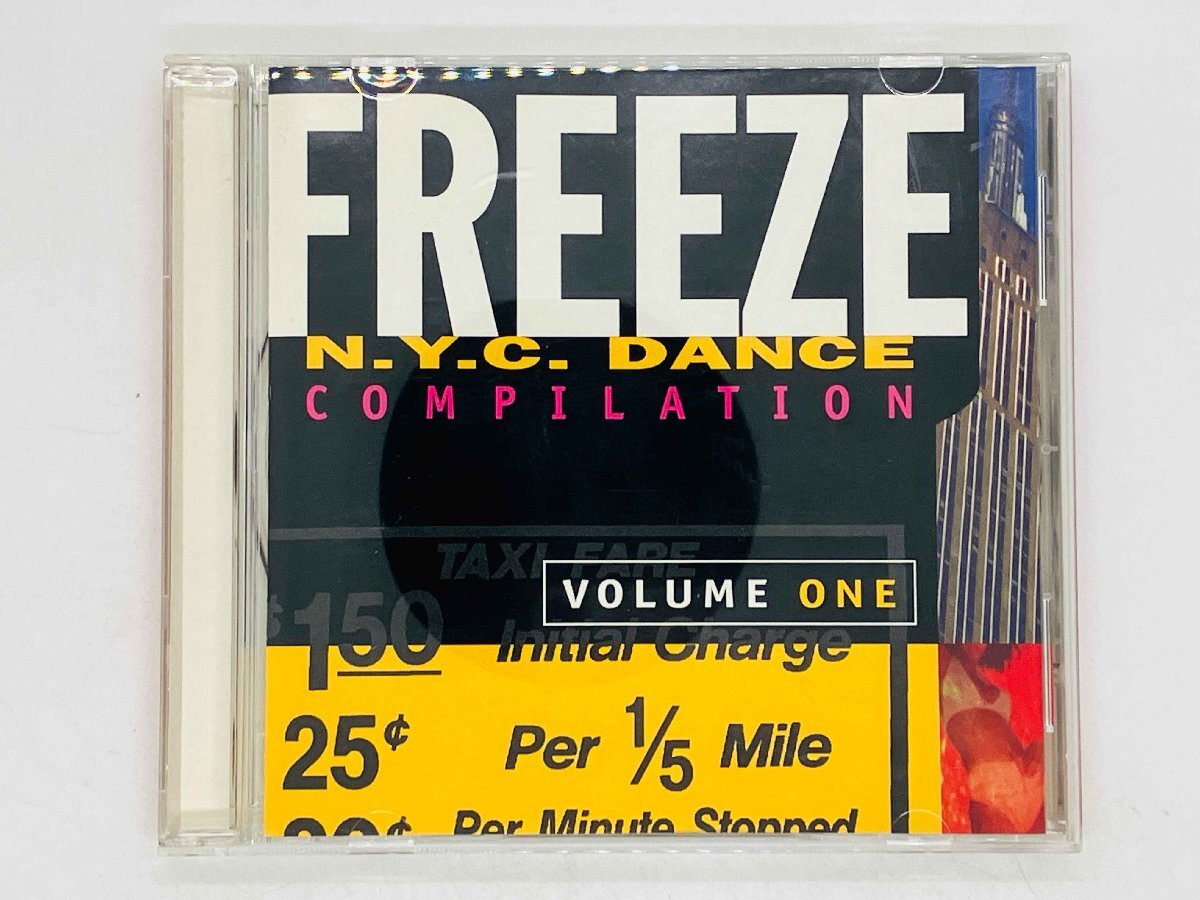 FREEZE
N.Y.C. DANCE
COMPILATION
TAXI FARE
VOLUME ONE
$1 50 Initial Charge
25¢ Per 1/5 Mile
20¢ Per Minute Stopped